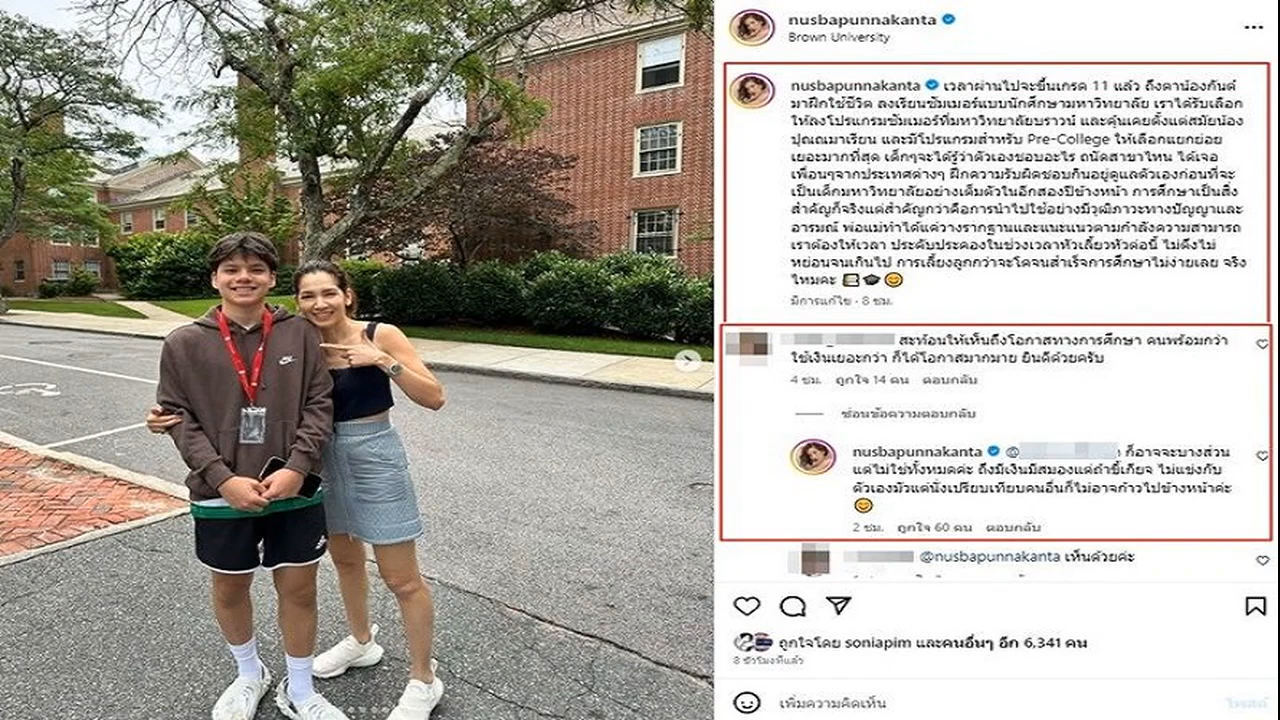 nusbapunnakanta
Brown University
nusbapunnakanta เวลาผ่านไปจะขึ้นเกรด 11 แล้ว ถึงตาน้องกันต์
มาฝึกใช้ชีวิต ลงเรียนซัมเมอร์แบบนักศึกษามหาวิทยาลัย เราได้รับเลือก
ให้ลงโปรแกรมซัมเมอร์ที่มหาวิทยาลัยบราวน์ และคุ้นเคยตั้งแต่สมัยน้อง
ปุณณมาเรียน และมีโปรแกรมสำหรับ Pre-College ให้เลือกแยกย่อย
เยอะมากที่สุด เด็กๆจะได้รู้ว่าตัวเองชอบอะไร ถนัดสาขาไหน ได้เจอ
เพื่อนๆจากประเทศต่างๆ ฝึกความรับผิดชอบกินอยู่ดูแลตัวเองก่อนที่จะ
เป็นเด็กมหาวิทยาลัยอย่างเต็มตัวในอีกสองปีข้างหน้า การศึกษาเป็นสิ่ง
สำคัญก็จริงแต่สำคัญกว่าคือการนำไปใช้อย่างมีวุฒิภาวะทางปัญญาและ
อารมณ์ พ่อแม่ทำได้แค่วางรากฐานและแนะแนวตามกำลังความสามารถ
เราต้องให้เวลา ประคับประคองในช่วงเวลาหัวเลี้ยวหัวต่อนี้ ไม่ตึงไม่
หย่อนจนเกินไป การเลี้ยงลูกกว่าจะโตจนสำเร็จการศึกษาไม่ง่ายเลย จริง
ไหมคะ 📚🎓😊
มีการแก้ไข · 8 ชม.
สะท้อนให้เห็นถึงโอกาสทางการศึกษา คนพร้อมกว่า
ใช้เงินเยอะกว่า ก็ได้โอกาสมากมาย ยินดีด้วยครับ
4 ชม. ถูกใจ 14 คน ตอบกลับ
ซ่อนข้อความตอบกลับ
nusbapunnakanta @ ก็อาจจะบางส่วน
แต่ไม่ใช่ทั้งหมดค่ะ ถึงมีเงินมีสมองแต่ถ้าขี้เกียจ ไม่แข่งกับ
ตัวเองมัวแต่นั่งเปรียบเทียบคนอื่นก็ไม่อาจก้าวไปข้างหน้าค่ะ
😊
2 ชม. ถูกใจ 60 คน ตอบกลับ
@nusbapunnakanta เห็นด้วยค่ะ
ถูกใจโดย soniapim และคนอื่นๆ อีก 6,341 คน
8 ชั่วโมงที่แล้ว
เพิ่มความคิดเห็น
โพสต์